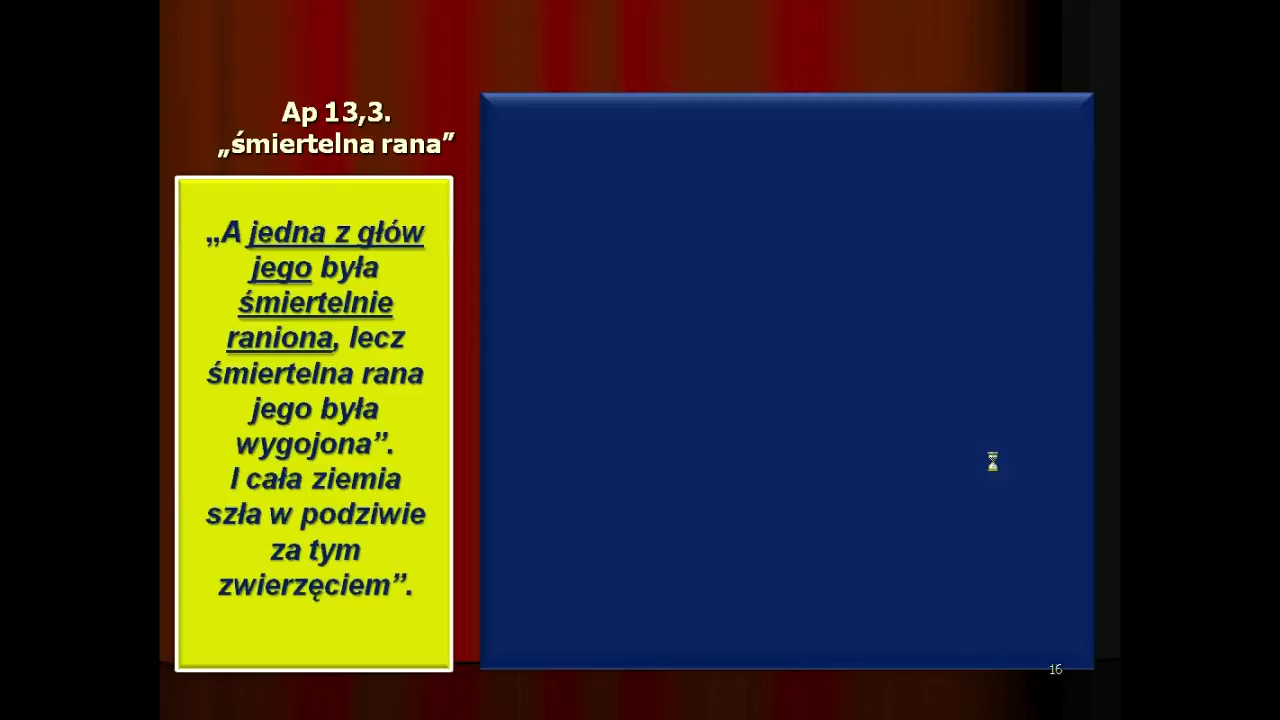 Ap 13,3.
„śmiertelna rana”
„A jedna z głów
jego była
śmiertelnie
raniona, lecz
śmiertelna rana
jego była
wygojona”.
I cała ziemia
szła w podziwie
za tym
zwierzęciem”.
16